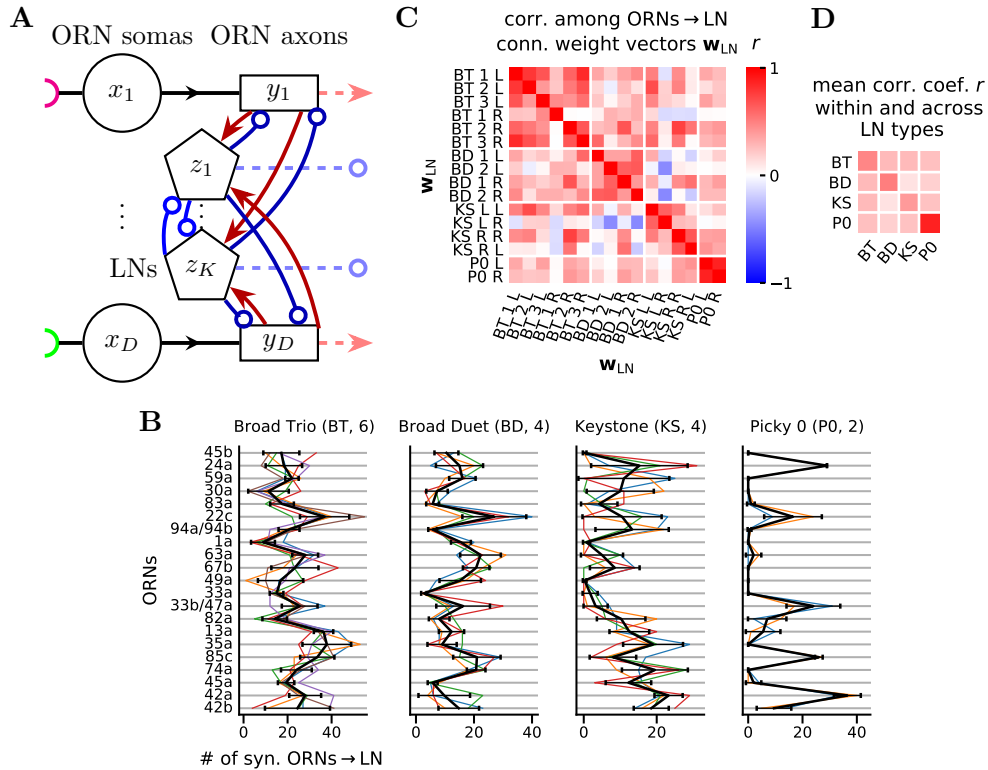 A
ORN somas
ORN axons
x1
y1
z1
⋮
⋮
LNs
zK
xD
yD
C
corr. among ORNs→LN
conn. weight vectors wLN
r
BT 1 L
BT 2 L
BT 3 L
BT 1 R
BT 2 R
BT 3 R
BD 1 L
BD 2 L
BD 1 R
BD 2 R
KS L L
KS L R
KS R R
KS R L
P0 L
P0 R
wLN
BT 1 L
BT 2 L
BT 3 L
BT 1 R
BT 2 R
BT 3 R
BD 1 L
BD 2 L
BD 1 R
BD 2 R
KS L L
KS L R
KS R R
KS R L
P0 L
P0 R
wLN
1
0
−1
D
mean corr. coef. r
within and across
LN types
BT
BD
KS
P0
BT
BD
KS
P0
B
Broad Trio (BT, 6)
Broad Duet (BD, 4)
Keystone (KS, 4)
Picky 0 (P0, 2)
ORNs
45b
24a
59a
30a
83a
22c
94a/94b
1a
63a
67b
49a
33a
33b/47a
82a
13a
35a
85c
74a
45a
42a
42b
0 20 40
0 20 40
0 20
0 20 40
# of syn. ORNs→LN